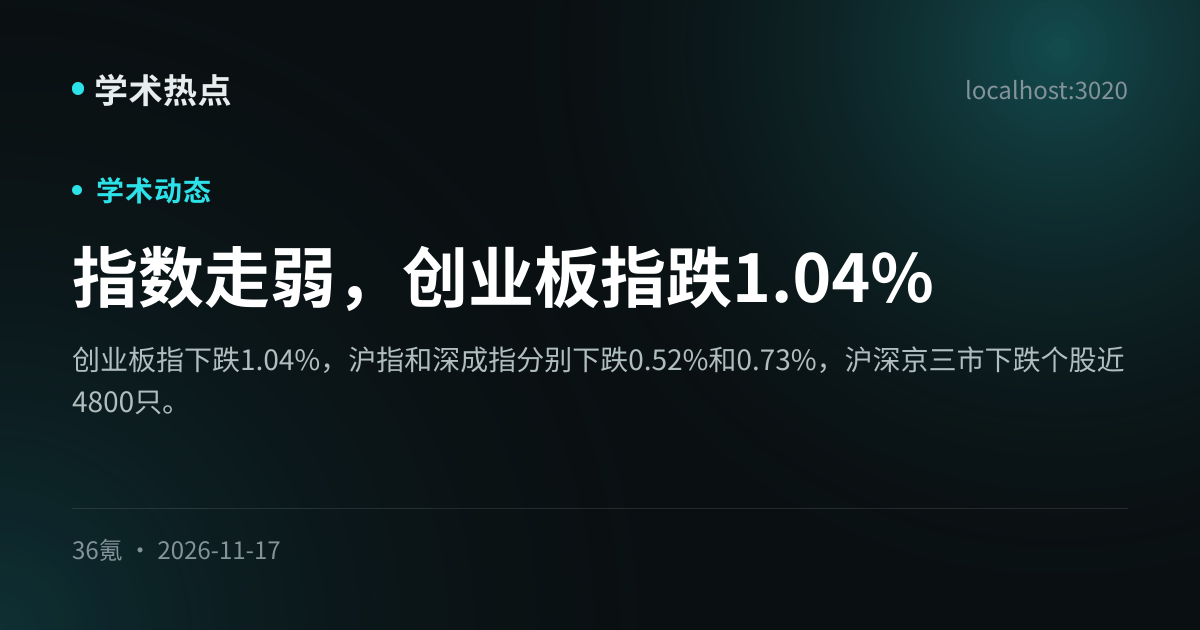 学术热点
localhost:3020
学术动态
指数走弱，创业板指跌1.04%
创业板指下跌1.04%，沪指和深成指分别下跌0.52%和0.73%，沪深京三市下跌个股近
4800只。
36氪 · 2026-11-17